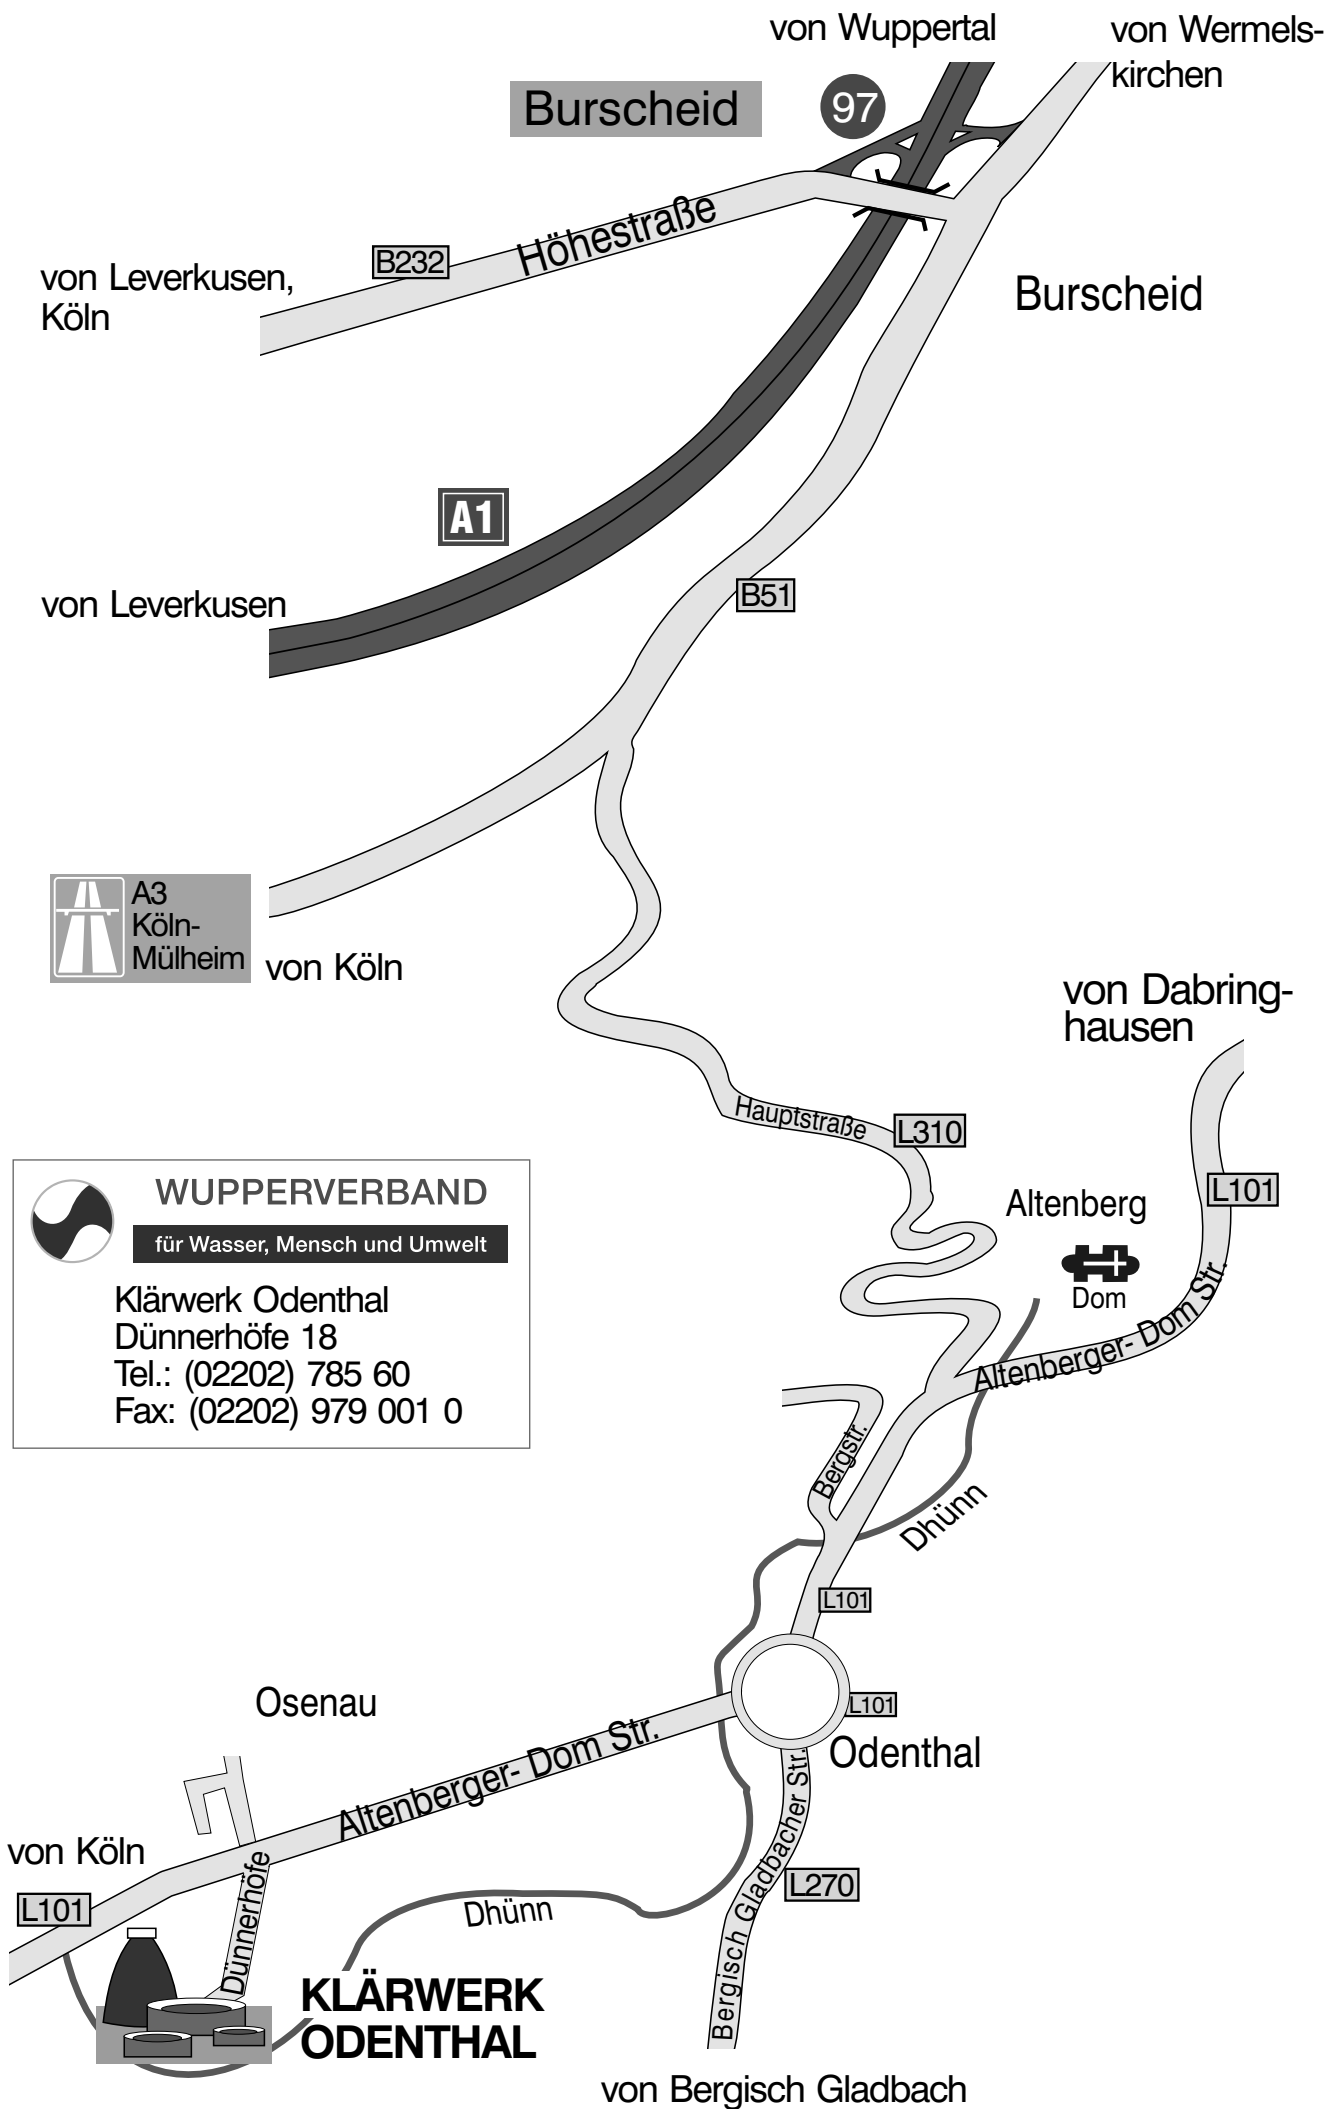 von Wuppertal
von Wermels-
kirchen
Burscheid
97
Höhestraße
B232
von Leverkusen,
Köln
Burscheid
A1
von Leverkusen
B51
A3
Köln-
Mülheim
von Köln
von Dabring-
hausen
Hauptstraße
L310
L101
Altenberg
Dom
WUPPERVERBAND
für Wasser, Mensch und Umwelt
Klärwerk Odenthal
Dünnerhöfe 18
Tel.: (02202) 785 60
Fax: (02202) 979 001 0
Altenberger- Dom Str.
Bergstr.
Dhünn
L101
Osenau
L101
Odenthal
Altenberger- Dom Str.
Bergisch Gladbacher Str.
von Köln
L101
Dünnerhöfe
Dhünn
L270
KLÄRWERK
ODENTHAL
von Bergisch Gladbach